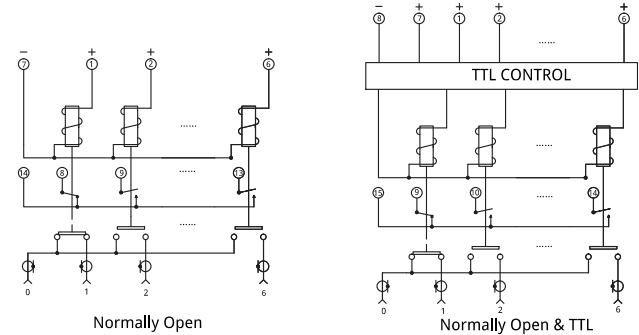 − + + +
7 1 2 6
......
14 8 9 13
......
......
0 1 2 6
Normally Open
− + + + +
8 7 1 2 6
......
TTL CONTROL
......
15 9 10 14
......
0 1 2 6
Normally Open & TTL